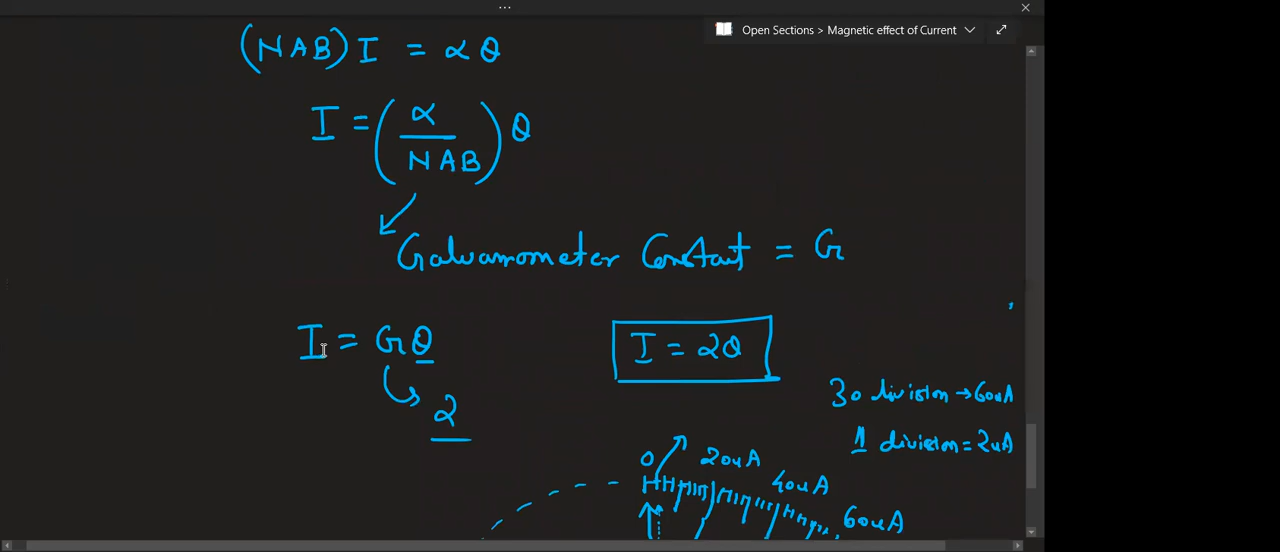 Open Sections > Magnetic effect of Current
(NAB) I = α θ
I = (α / NAB) θ
Galvanometer Constant = G
I = G θ
2
I = 2θ
30 division → 60uA
1 division = 2uA
0
20uA
40uA
60uA